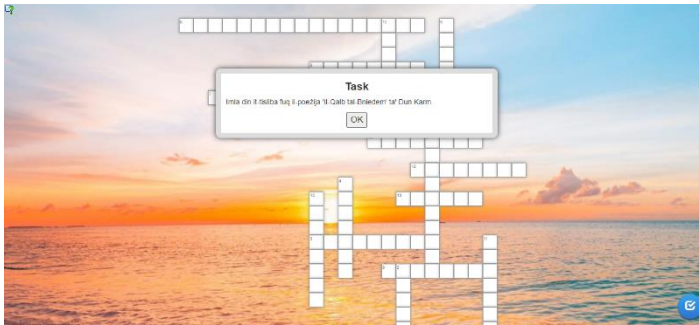 Task
Imla din it-tisliba fuq il-poeżija 'Il-Qalb tal-Bniedem' ta' Dun Karm
OK